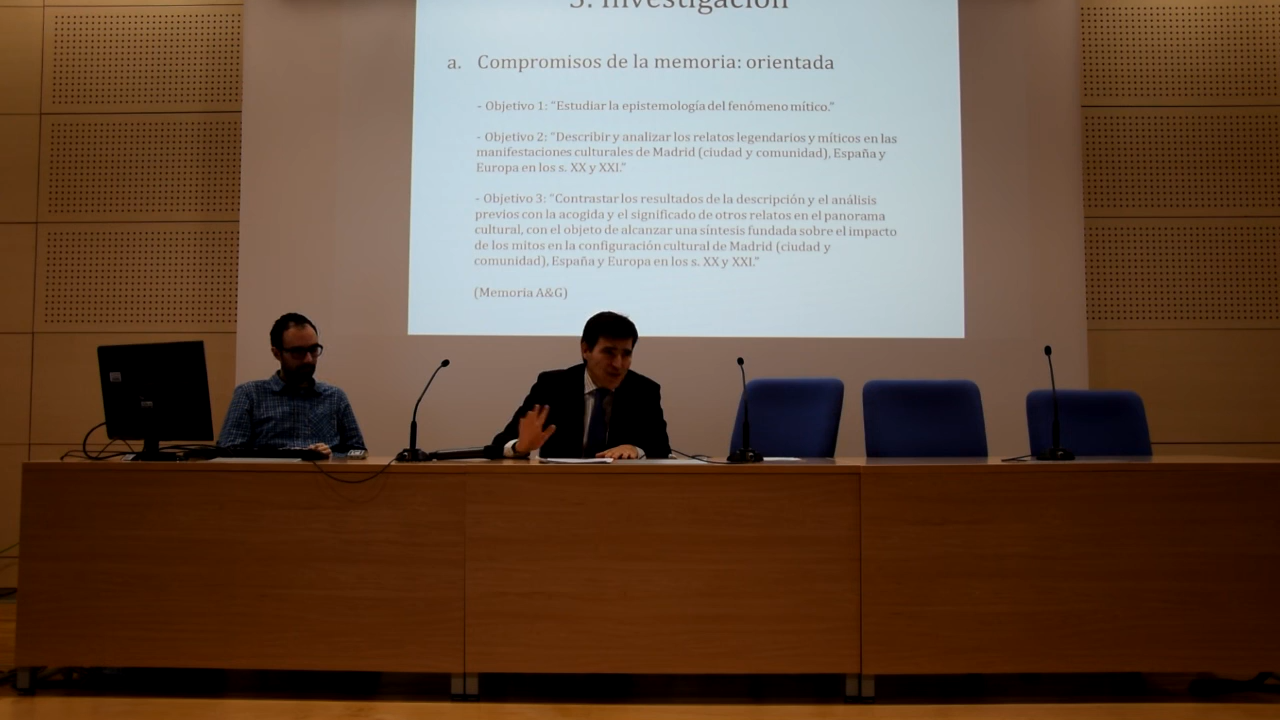 3. Investigación
a. Compromisos de la memoria: orientada
- Objetivo 1: "Estudiar la epistemología del fenómeno mítico."
- Objetivo 2: "Describir y analizar los relatos legendarios y míticos en las
manifestaciones culturales de Madrid (ciudad y comunidad), España y
Europa en los s. XX y XXI."
- Objetivo 3: "Contrastar los resultados de la descripción y el análisis
previos con la acogida y el significado de otros relatos en el panorama
cultural, con el objeto de alcanzar una síntesis fundada sobre el impacto
de los mitos en la configuración cultural de Madrid (ciudad y
comunidad), España y Europa en los s. XX y XXI."
(Memoria A&G)